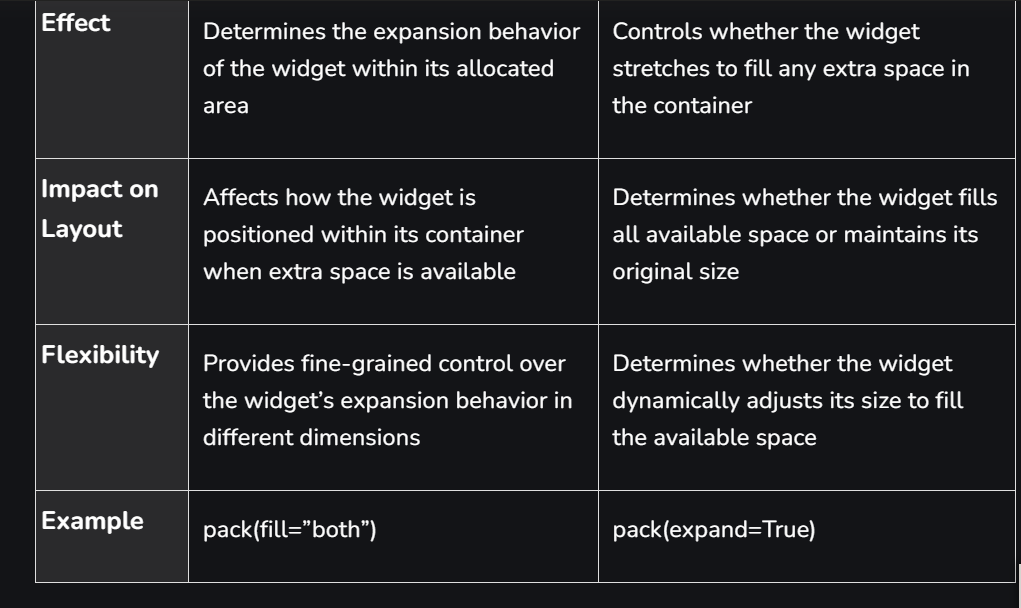 Effect
Determines the expansion behavior
of the widget within its allocated
area
Controls whether the widget
stretches to fill any extra space in
the container
Impact on
Layout
Affects how the widget is
positioned within its container
when extra space is available
Determines whether the widget fills
all available space or maintains its
original size
Flexibility
Provides fine-grained control over
the widget’s expansion behavior in
different dimensions
Determines whether the widget
dynamically adjusts its size to fill
the available space
Example
pack(fill=”both”)
pack(expand=True)